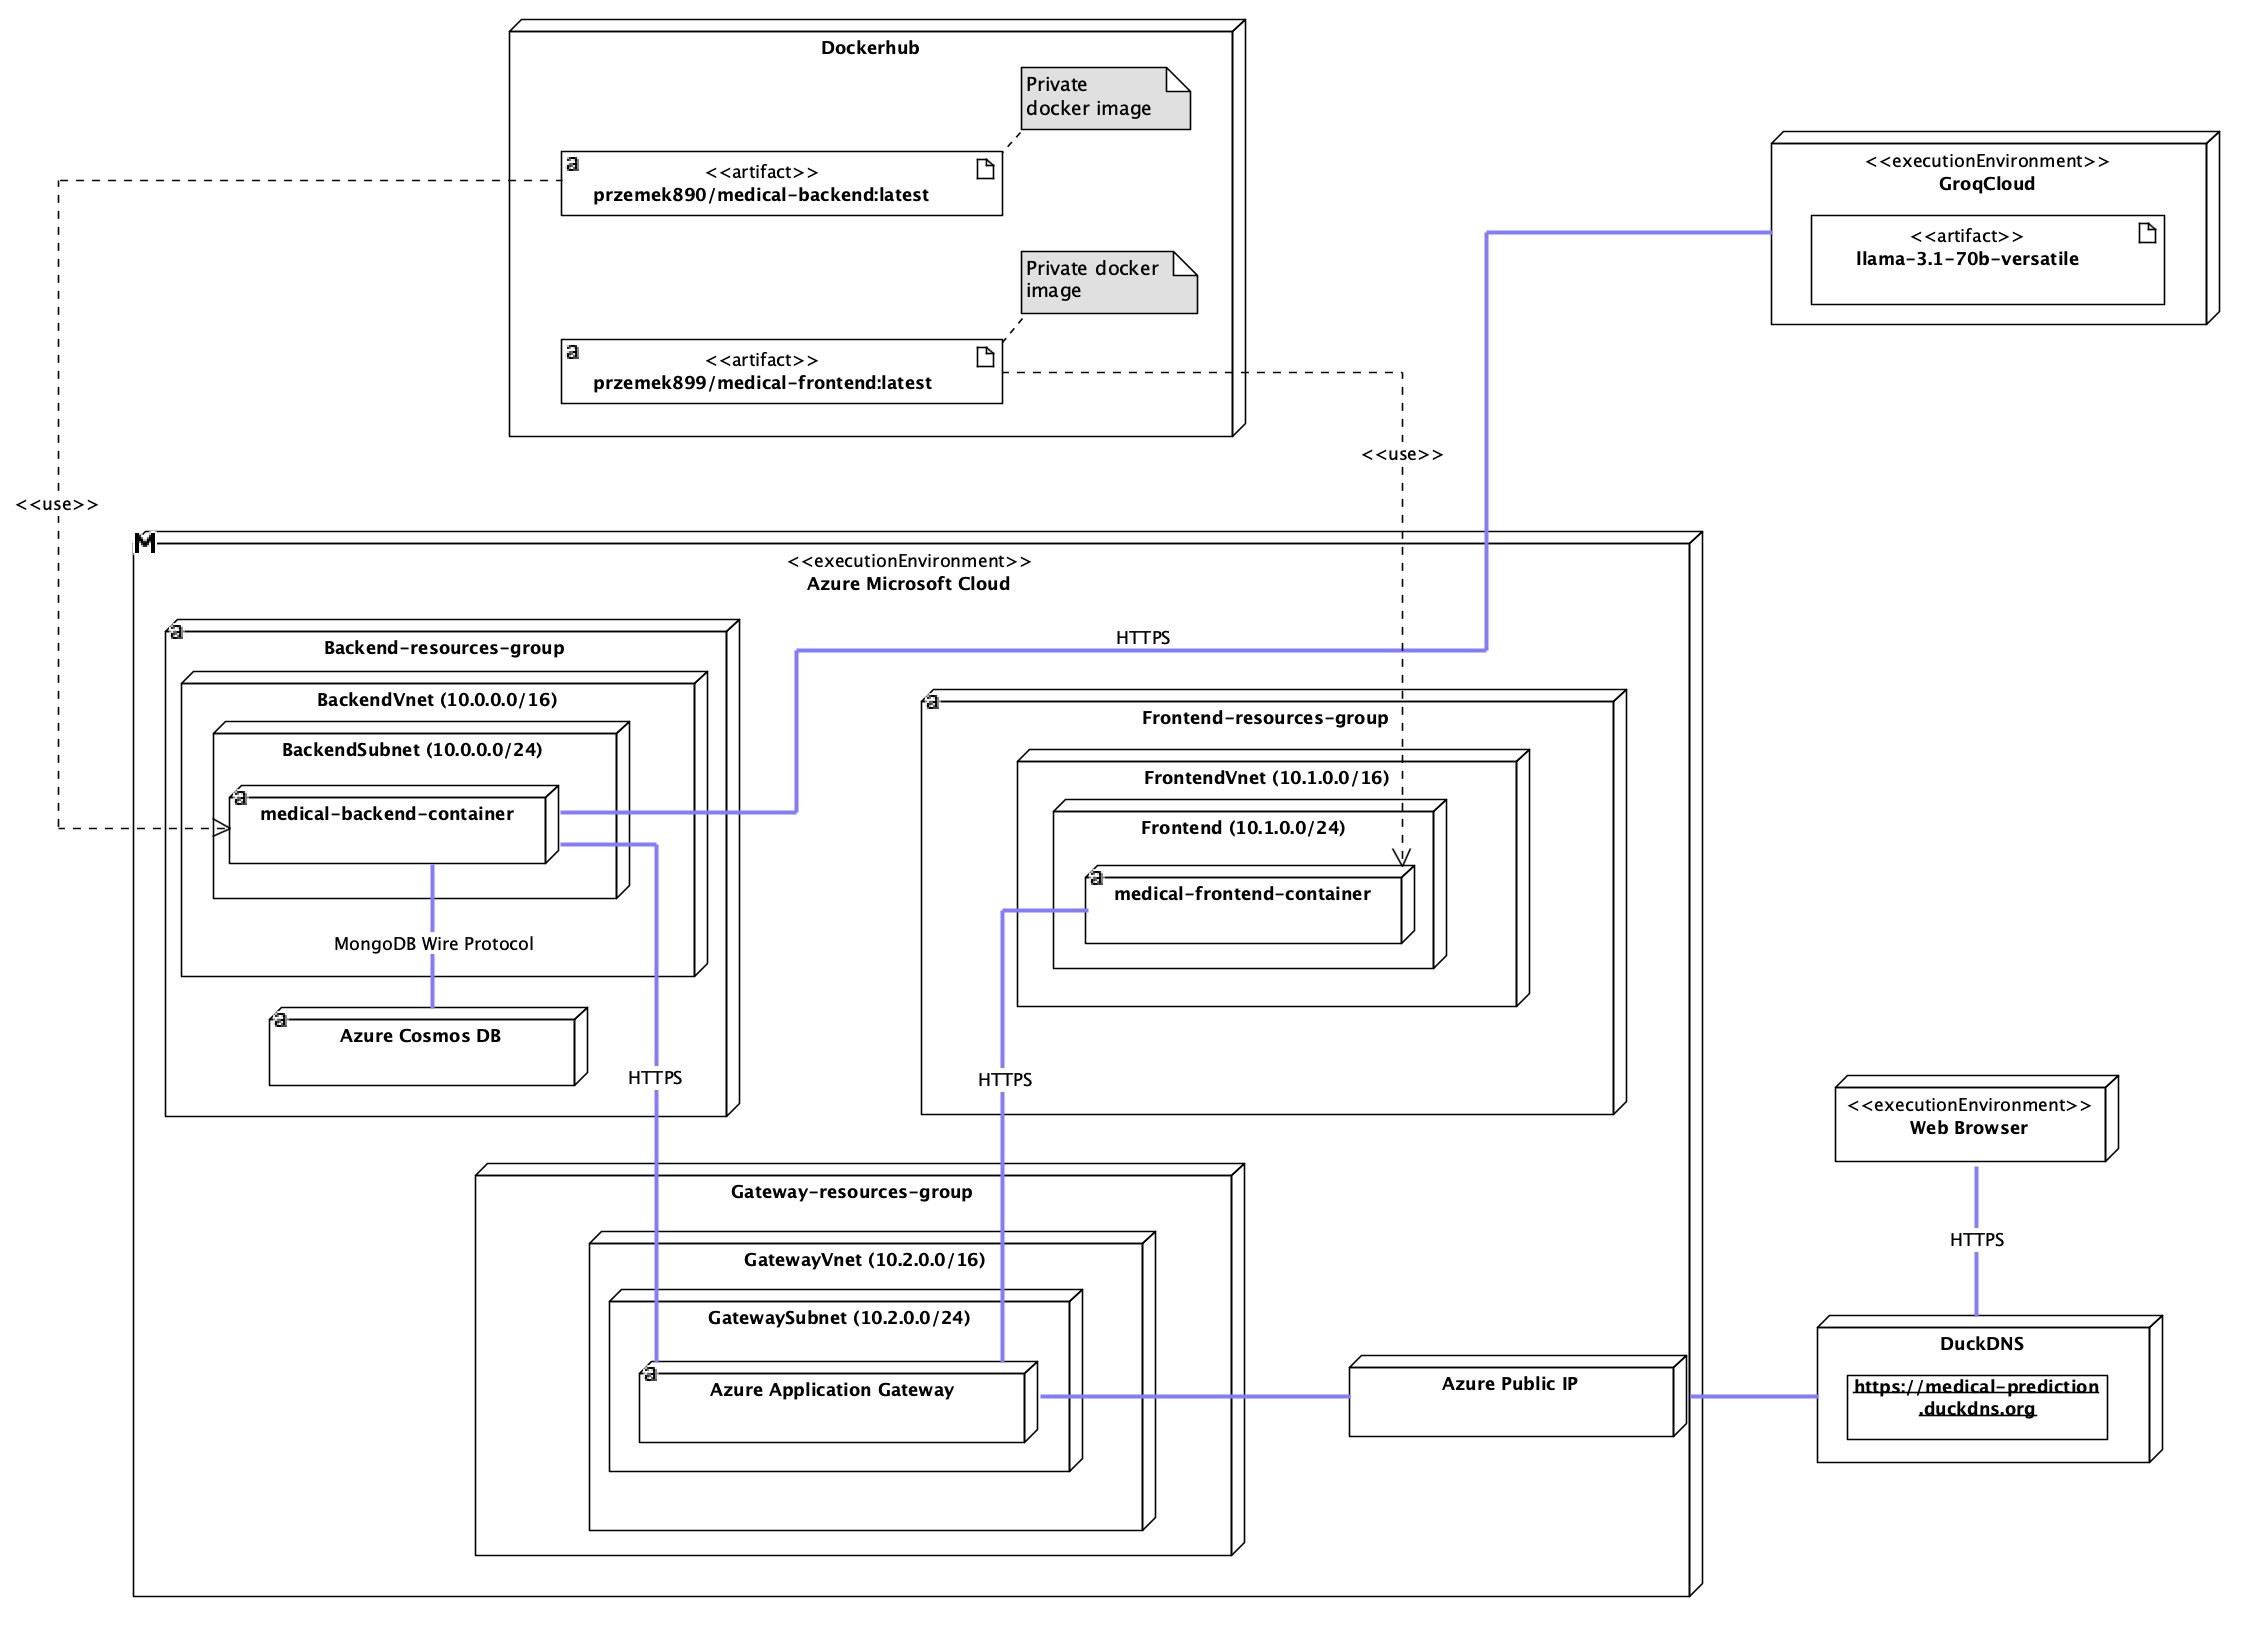 Dockerhub
Private
docker image
a
<<artifact>>
przemek890/medical-backend:latest
Private docker
image
a
<<artifact>>
przemek899/medical-frontend:latest
<<executionEnvironment>>
GroqCloud
<<artifact>>
llama-3.1-70b-versatile
<<use>>
<<use>>
M
<<executionEnvironment>>
Azure Microsoft Cloud
a
Backend-resources-group
BackendVnet (10.0.0.0/16)
BackendSubnet (10.0.0.0/24)
a
medical-backend-container
MongoDB Wire Protocol
a
Azure Cosmos DB
HTTPS
HTTPS
a
Frontend-resources-group
FrontendVnet (10.1.0.0/16)
Frontend (10.1.0.0/24)
a
medical-frontend-container
HTTPS
Gateway-resources-group
GatewayVnet (10.2.0.0/16)
GatewaySubnet (10.2.0.0/24)
a
Azure Application Gateway
Azure Public IP
<<executionEnvironment>>
Web Browser
HTTPS
DuckDNS
https://medical-prediction
.duckdns.org